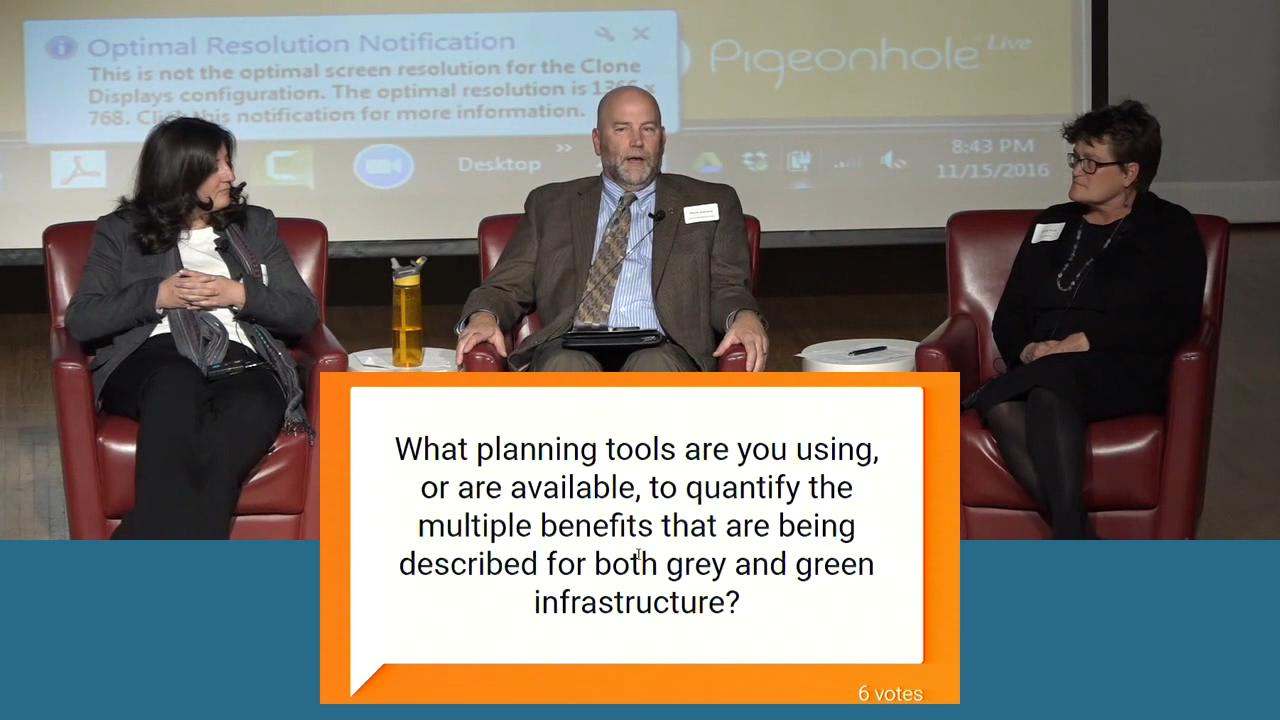 Optimal Resolution Notification
This is not the optimal screen resolution for the Clone
Displays configuration. The optimal resolution is 1366 x
768. Click this notification for more information.
Pigeonhole Live
Desktop
8:43 PM
11/15/2016
What planning tools are you using,
or are available, to quantify the
multiple benefits that are being
described for both grey and green
infrastructure?
6 votes